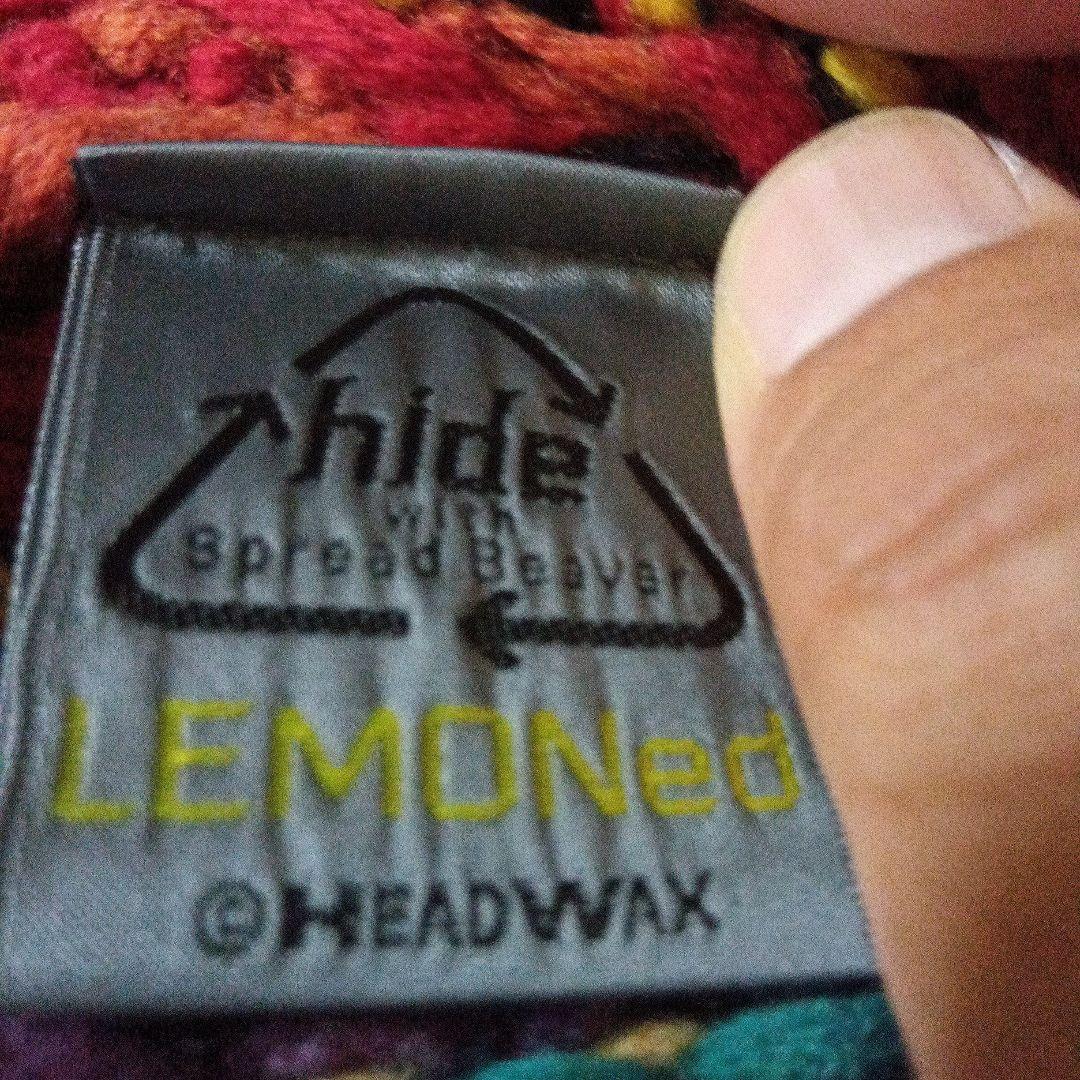 hide
with
Spread Beaver
LEMONed
©HEADWAX